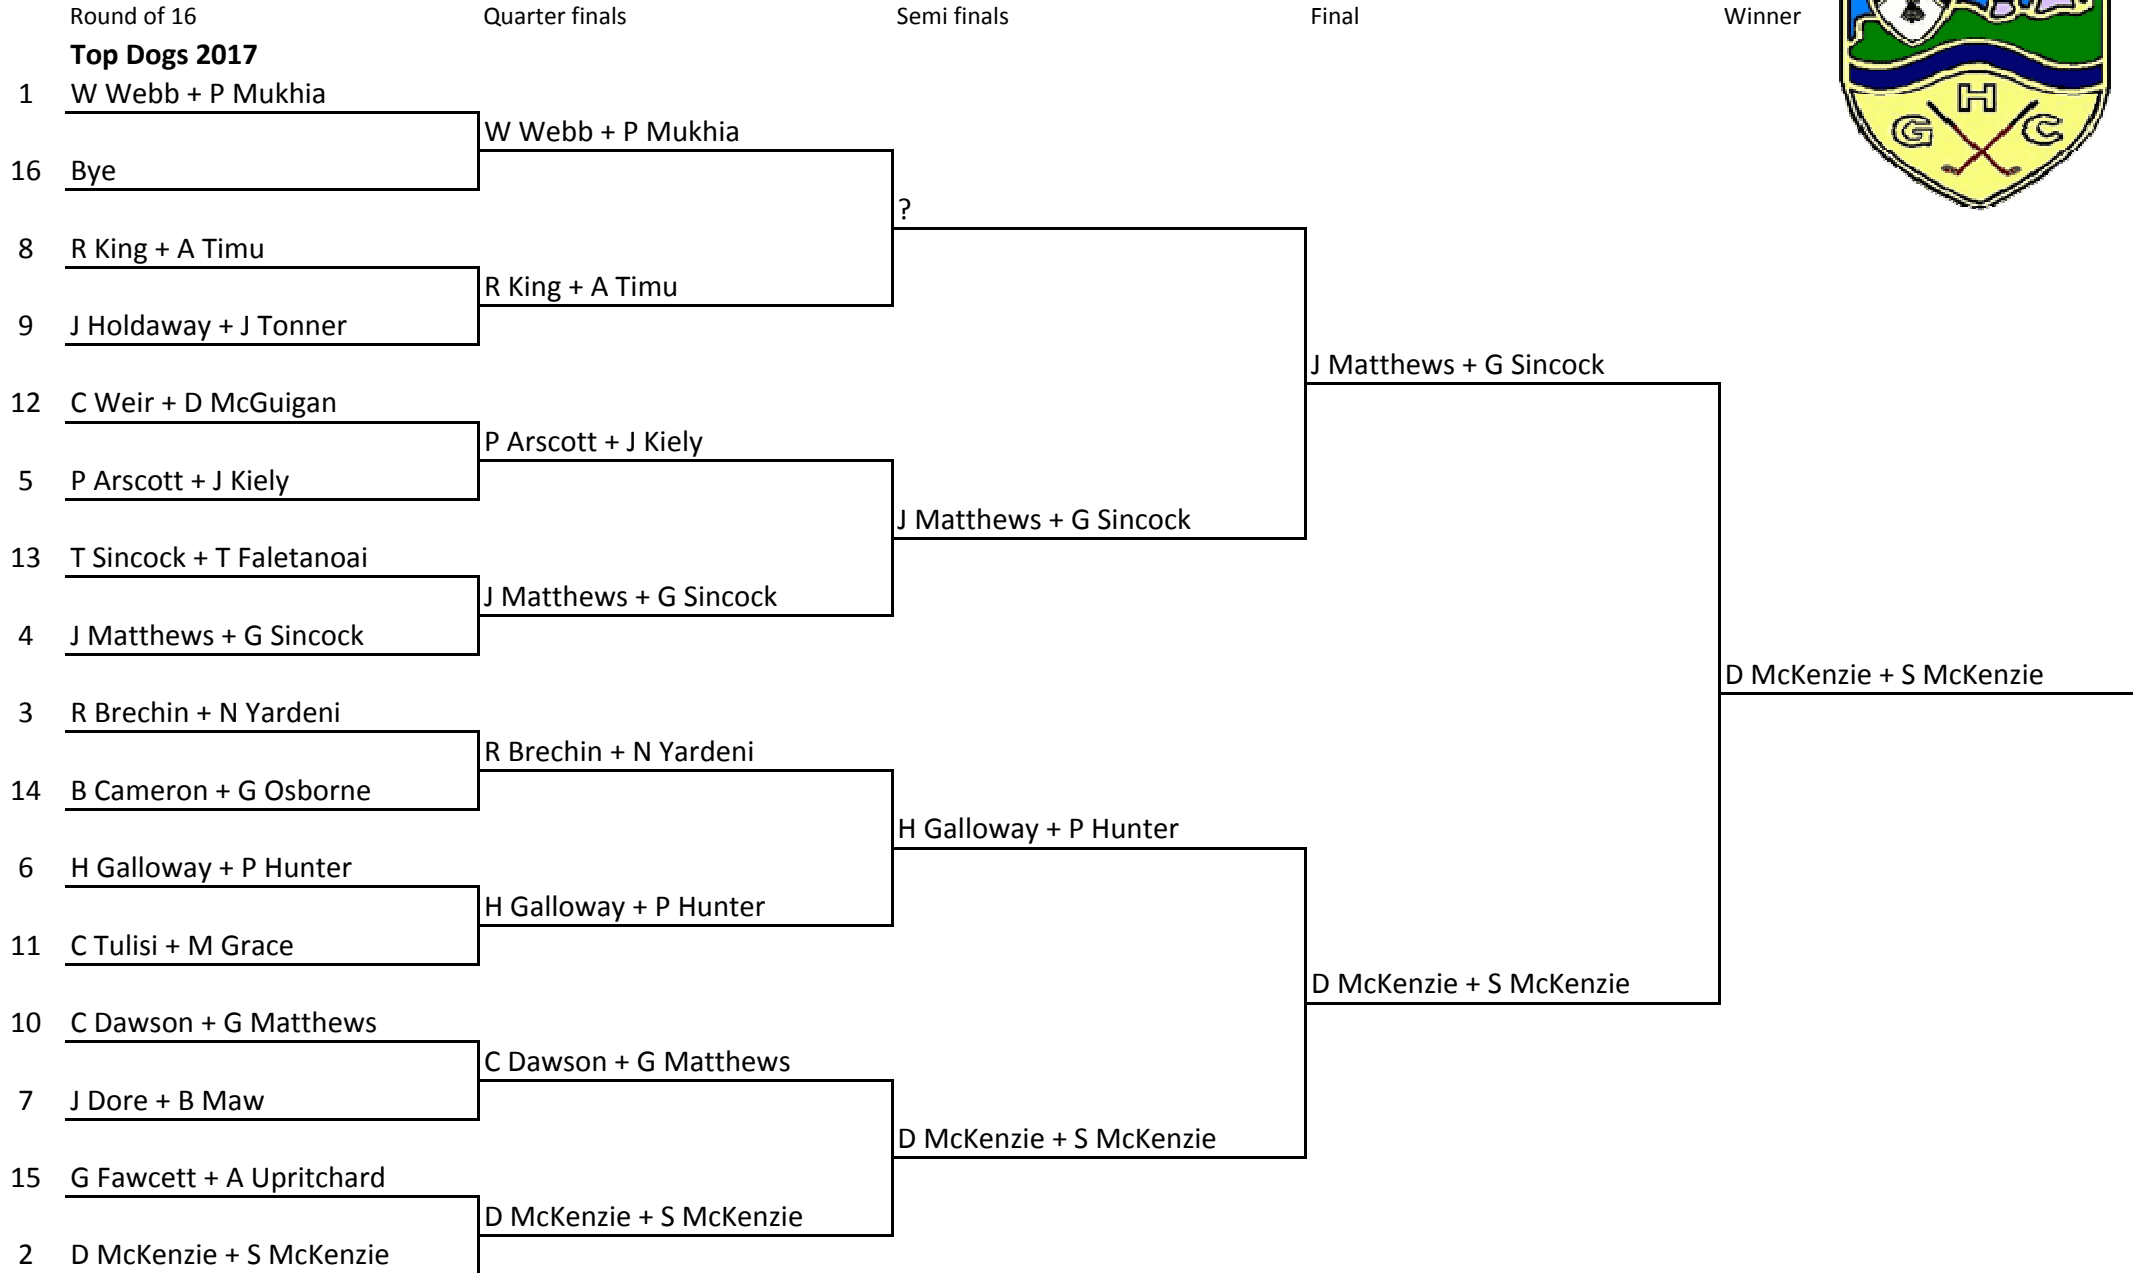 Round of 16 Quarter finals Semi finals Final Winner
Top Dogs 2017
1 W Webb + P Mukhia
W Webb + P Mukhia
16 Bye
?
8 R King + A Timu
R King + A Timu
9 J Holdaway + J Tonner
J Matthews + G Sincock
12 C Weir + D McGuigan
P Arscott + J Kiely
5 P Arscott + J Kiely
J Matthews + G Sincock
13 T Sincock + T Faletanoai
J Matthews + G Sincock
4 J Matthews + G Sincock
D McKenzie + S McKenzie
3 R Brechin + N Yardeni
R Brechin + N Yardeni
14 B Cameron + G Osborne
H Galloway + P Hunter
6 H Galloway + P Hunter
H Galloway + P Hunter
11 C Tulisi + M Grace
D McKenzie + S McKenzie
10 C Dawson + G Matthews
C Dawson + G Matthews
7 J Dore + B Maw
D McKenzie + S McKenzie
15 G Fawcett + A Upritchard
D McKenzie + S McKenzie
2 D McKenzie + S McKenzie
H
G C